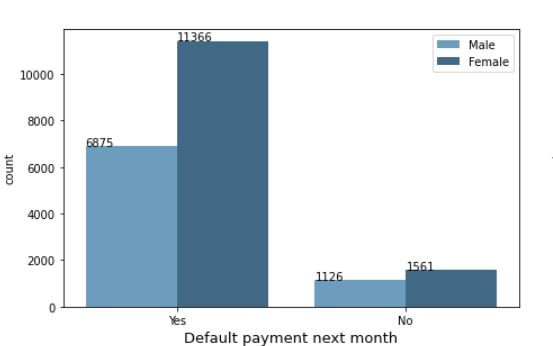 11366
Male
Female
10000
8000
6875
6000
count
4000
2000
1561
1126
0
Yes
No
Default payment next month